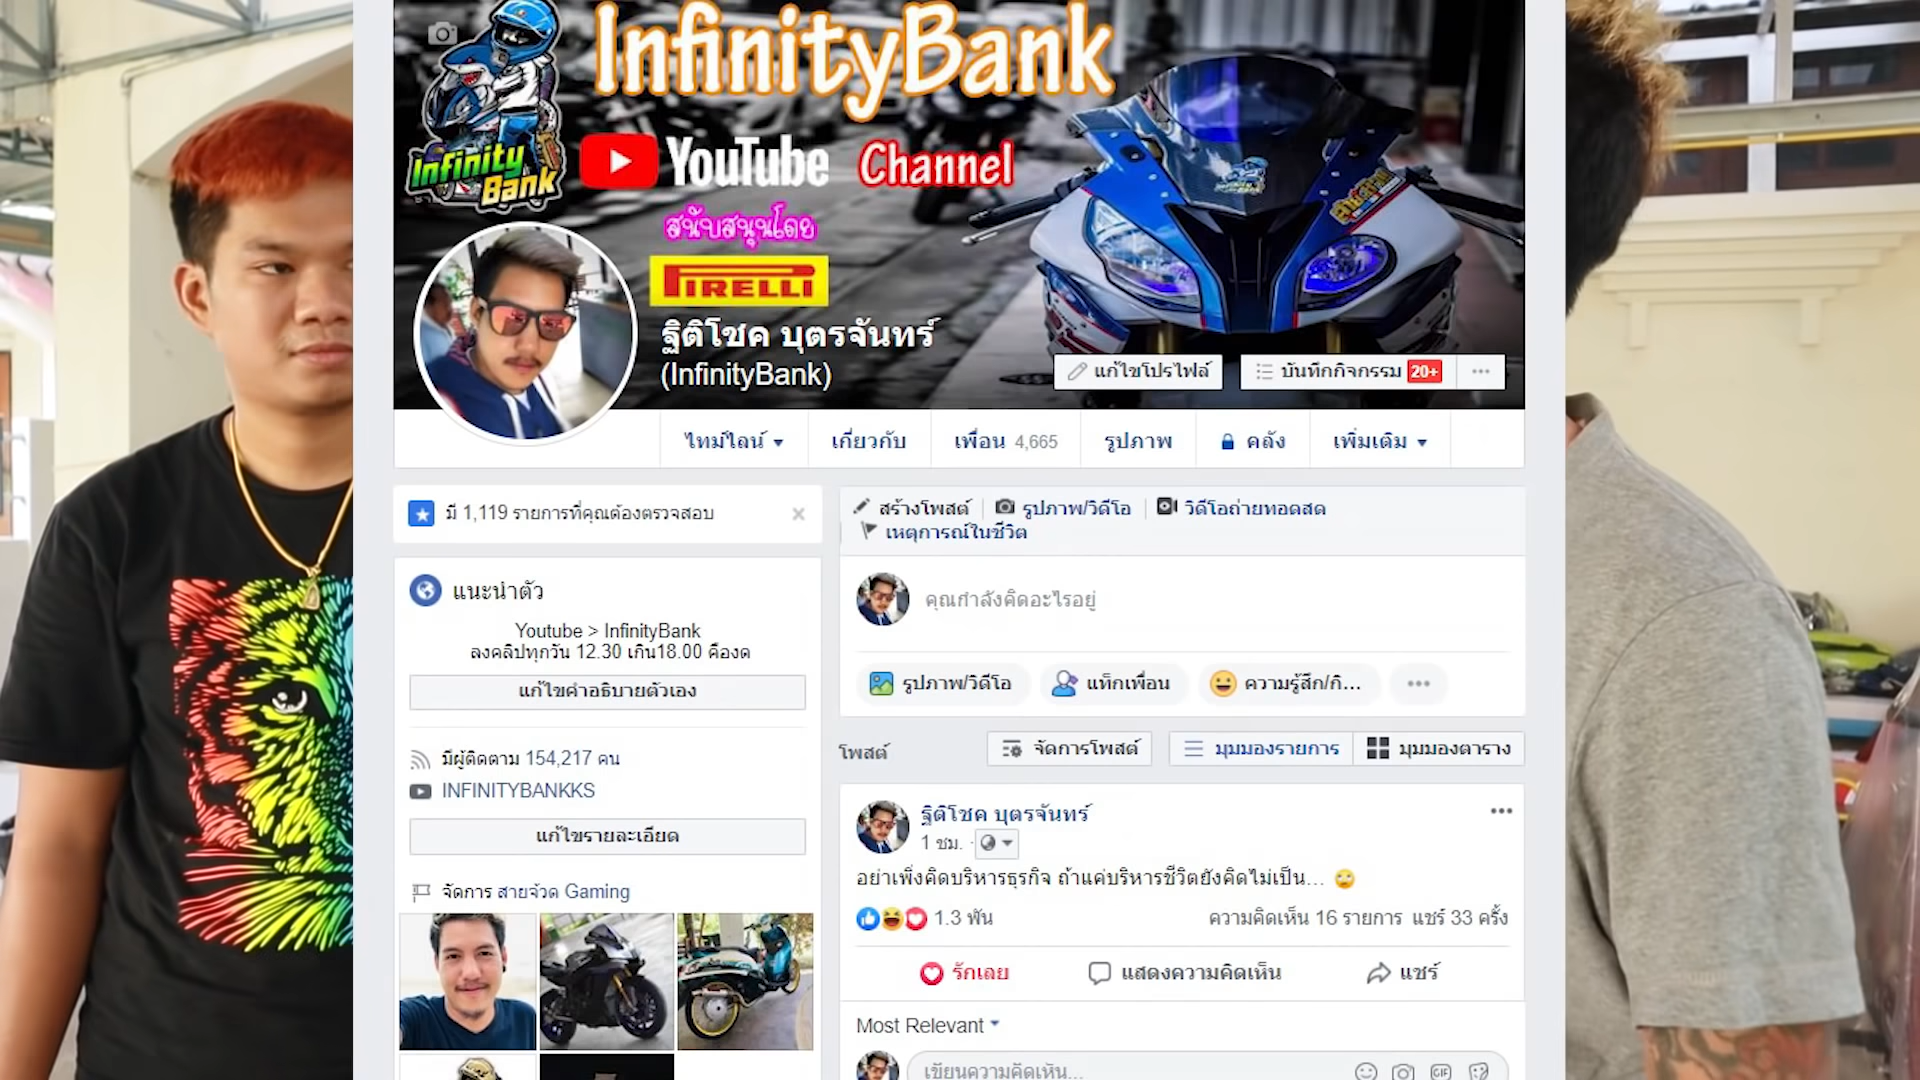 InfinityBank
Infinity
Bank
YouTube Channel
สนับสนุนโดย
PIRELLI
ฐิติโชค บุตรจันทร์
(InfinityBank)
แก้ไขโปรไฟล์
บันทึกกิจกรรม 20+
ไทม์ไลน์
เกี่ยวกับ
เพื่อน 4,665
รูปภาพ
คลัง
เพิ่มเติม
มี 1,119 รายการที่คุณต้องตรวจสอบ
แนะนำตัว
Youtube > InfinityBank
ลงคลิปทุกวัน 12.30 เกิน18.00 คืองด
แก้ไขคำอธิบายตัวเอง
มีผู้ติดตาม 154,217 คน
INFINITYBANKKS
แก้ไขรายละเอียด
จัดการ สายจ๋วด Gaming
สร้างโพสต์
รูปภาพ/วิดีโอ
วิดีโอถ่ายทอดสด
เหตุการณ์ในชีวิต
คุณกำลังคิดอะไรอยู่
รูปภาพ/วิดีโอ
แท็กเพื่อน
ความรู้สึก/กิ...
โพสต์
จัดการโพสต์
มุมมองรายการ
มุมมองตาราง
ฐิติโชค บุตรจันทร์
1 ชม.
อย่าเพิ่งคิดบริหารธุรกิจ ถ้าแค่บริหารชีวิตยังคิดไม่เป็น... 🙄
1.3 พัน
ความคิดเห็น 16 รายการ แชร์ 33 ครั้ง
รักเลย
แสดงความคิดเห็น
แชร์
Most Relevant
เขียนความคิดเห็น...
GIF